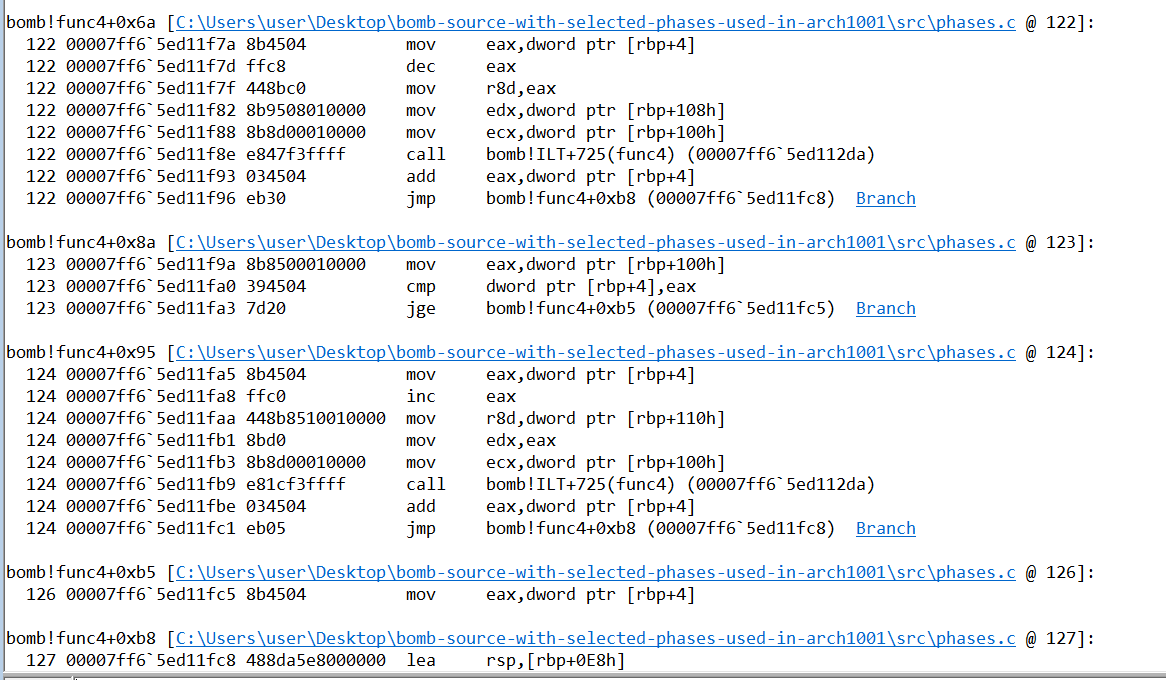 bomb!func4+0x6a [C:\Users\user\Desktop\bomb-source-with-selected-phases-used-in-arch1001\src\phases.c @ 122]:
122 00007ff6`5ed11f7a 8b4504 mov eax,dword ptr [rbp+4]
122 00007ff6`5ed11f7d ffc8 dec eax
122 00007ff6`5ed11f7f 448bc0 mov r8d,eax
122 00007ff6`5ed11f82 8b9508010000 mov edx,dword ptr [rbp+108h]
122 00007ff6`5ed11f88 8b8d00010000 mov ecx,dword ptr [rbp+100h]
122 00007ff6`5ed11f8e e847f3ffff call bomb!ILT+725(func4) (00007ff6`5ed112da)
122 00007ff6`5ed11f93 034504 add eax,dword ptr [rbp+4]
122 00007ff6`5ed11f96 eb30 jmp bomb!func4+0xb8 (00007ff6`5ed11fc8) Branch
bomb!func4+0x8a [C:\Users\user\Desktop\bomb-source-with-selected-phases-used-in-arch1001\src\phases.c @ 123]:
123 00007ff6`5ed11f9a 8b8500010000 mov eax,dword ptr [rbp+100h]
123 00007ff6`5ed11fa0 394504 cmp dword ptr [rbp+4],eax
123 00007ff6`5ed11fa3 7d20 jge bomb!func4+0xb5 (00007ff6`5ed11fc5) Branch
bomb!func4+0x95 [C:\Users\user\Desktop\bomb-source-with-selected-phases-used-in-arch1001\src\phases.c @ 124]:
124 00007ff6`5ed11fa5 8b4504 mov eax,dword ptr [rbp+4]
124 00007ff6`5ed11fa8 ffc0 inc eax
124 00007ff6`5ed11faa 448b8510010000 mov r8d,dword ptr [rbp+110h]
124 00007ff6`5ed11fb1 8bd0 mov edx,eax
124 00007ff6`5ed11fb3 8b8d00010000 mov ecx,dword ptr [rbp+100h]
124 00007ff6`5ed11fb9 e81cf3ffff call bomb!ILT+725(func4) (00007ff6`5ed112da)
124 00007ff6`5ed11fbe 034504 add eax,dword ptr [rbp+4]
124 00007ff6`5ed11fc1 eb05 jmp bomb!func4+0xb8 (00007ff6`5ed11fc8) Branch
bomb!func4+0xb5 [C:\Users\user\Desktop\bomb-source-with-selected-phases-used-in-arch1001\src\phases.c @ 126]:
126 00007ff6`5ed11fc5 8b4504 mov eax,dword ptr [rbp+4]
bomb!func4+0xb8 [C:\Users\user\Desktop\bomb-source-with-selected-phases-used-in-arch1001\src\phases.c @ 127]:
127 00007ff6`5ed11fc8 488da5e8000000 lea rsp,[rbp+0E8h]